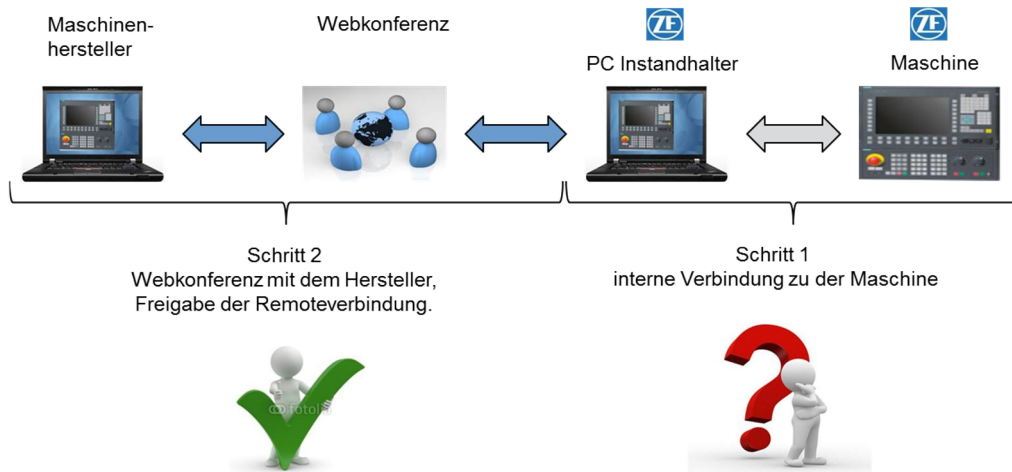 Maschinen-
hersteller
Webkonferenz
ZF
PC Instandhalter
ZF
Maschine
Schritt 2
Webkonferenz mit dem Hersteller,
Freigabe der Remoteverbindung.
Schritt 1
interne Verbindung zu der Maschine